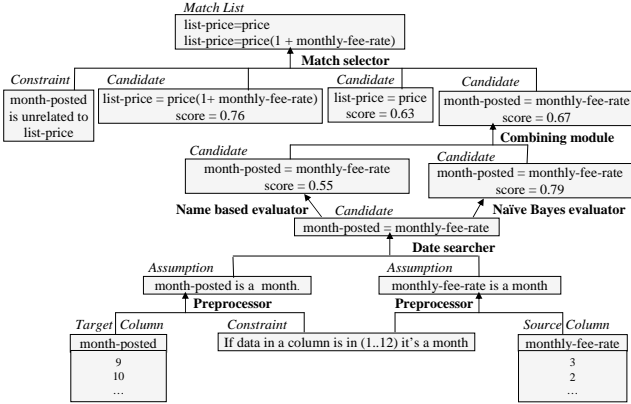 Match List
list-price=price
list-price=price(1 + monthly-fee-rate)
Match selector
Constraint
month-posted
is unrelated to
list-price
Candidate
list-price = price(1+ monthly-fee-rate)
score = 0.76
Candidate
list-price = price
score = 0.63
Candidate
month-posted = monthly-fee-rate
score = 0.67
Combining module
Candidate
month-posted = monthly-fee-rate
score = 0.55
Candidate
month-posted = monthly-fee-rate
score = 0.79
Name based evaluator
Naïve Bayes evaluator
Candidate
month-posted = monthly-fee-rate
Date searcher
Assumption
month-posted is a month.
Assumption
monthly-fee-rate is a month
Preprocessor
Preprocessor
Target Column
month-posted
9
10
…
Constraint
If data in a column is in (1..12) it’s a month
Source Column
monthly-fee-rate
3
2
…